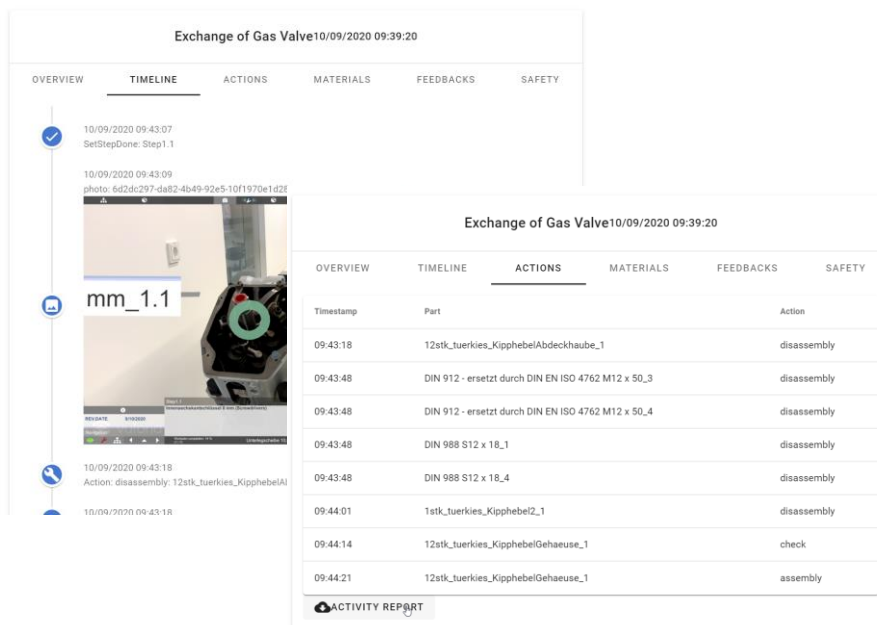 Exchange of Gas Valve10/09/2020 09:39:20
OVERVIEW TIMELINE ACTIONS MATERIALS FEEDBACKS SAFETY
10/09/2020 09:43:07
SetStepDone: Step1.1
10/09/2020 09:43:09
photo: 6d2dc297-da82-4b49-92e5-10f1970e1d28
mm_1.1
Step1.1
10/09/2020 09:43:18
Action: disassembly: 12stk_tuerkies_KipphebelAl
10/09/2020 09:43:18
Exchange of Gas Valve10/09/2020 09:39:20
OVERVIEW TIMELINE ACTIONS MATERIALS FEEDBACKS SAFETY
Timestamp Part Action
09:43:18 12stk_tuerkies_KipphebelAbdeckhaube_1 disassembly
09:43:48 DIN 912 - ersetzt durch DIN EN ISO 4762 M12 x 50_3 disassembly
09:43:48 DIN 912 - ersetzt durch DIN EN ISO 4762 M12 x 50_4 disassembly
09:43:48 DIN 988 S12 x 18_1 disassembly
09:43:48 DIN 988 S12 x 18_4 disassembly
09:44:01 1stk_tuerkies_Kipphebel2_1 disassembly
09:44:14 12stk_tuerkies_KipphebelGehaeuse_1 check
09:44:21 12stk_tuerkies_KipphebelGehaeuse_1 assembly
ACTIVITY REPORT